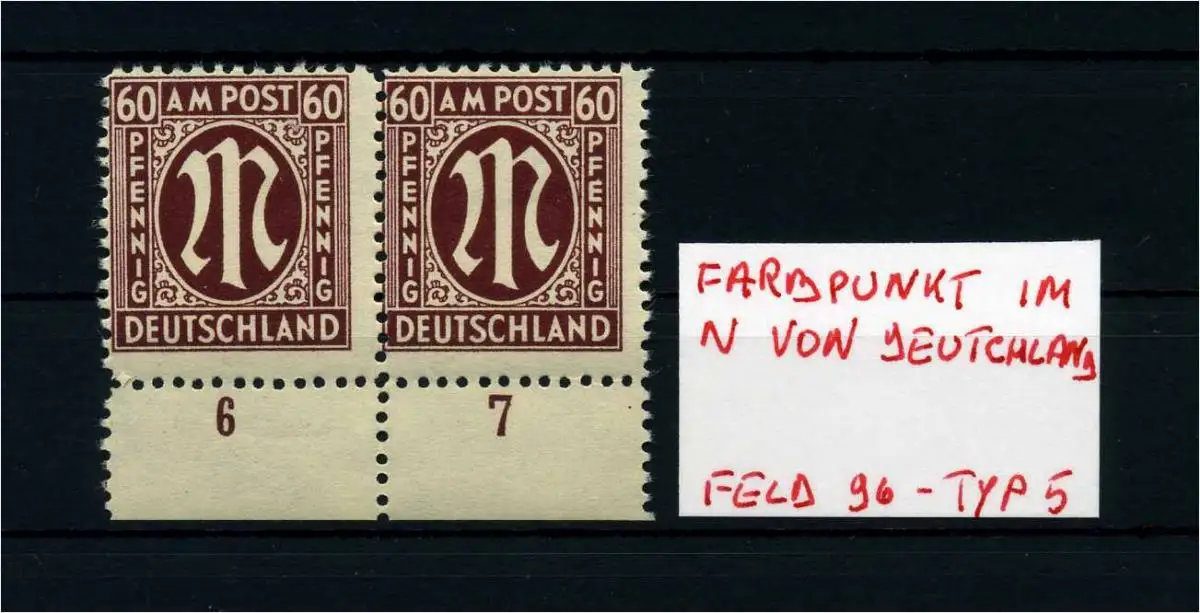 60 AM POST 60
PFENNIG
M
PFENNIG
DEUTSCHLAND
6
60 AM POST 60
PFENNIG
M
PFENNIG
DEUTSCHLAND
7
FARBPUNKT IM
N VON DEUTCHLAND
FELD 96 - TYP 5